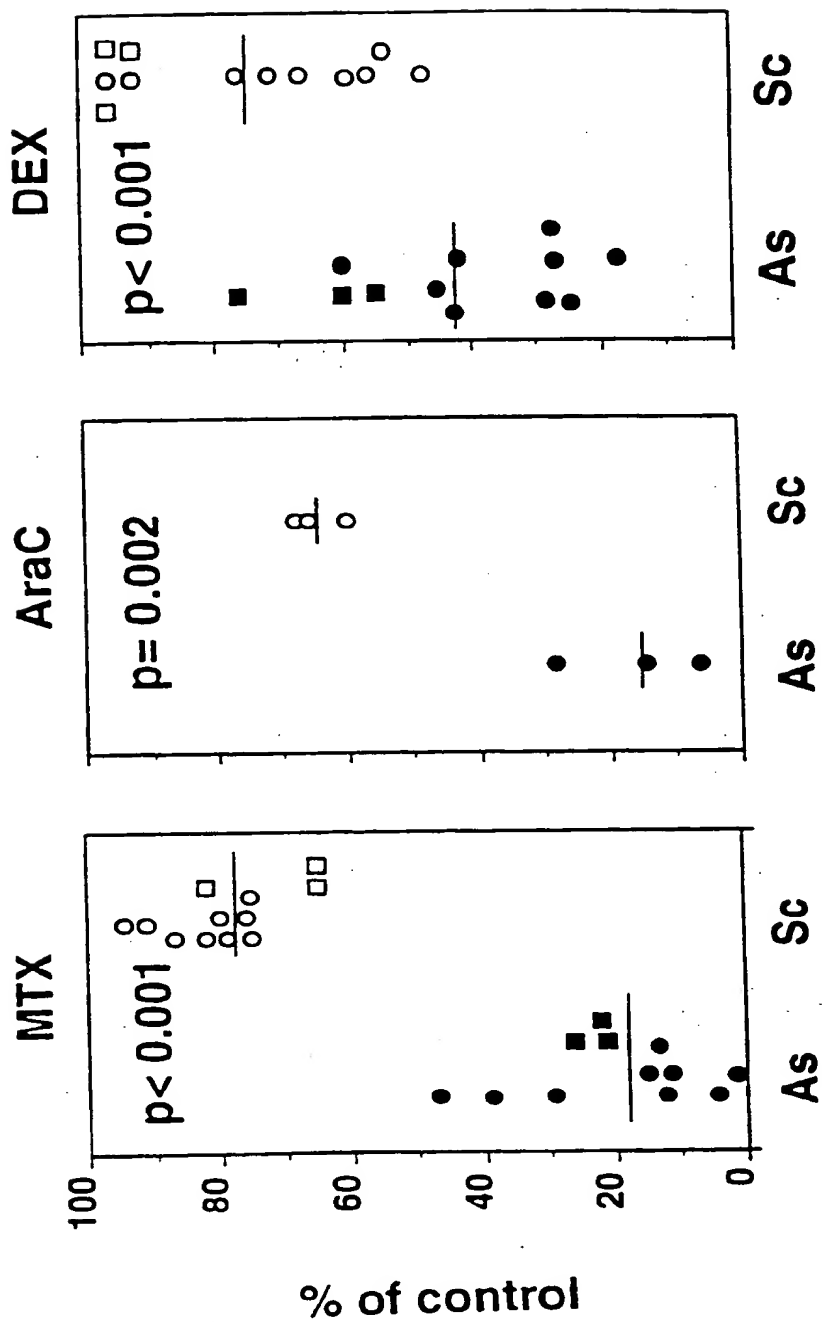 MTX
AraC
DEX
p< 0.001
p= 0.002
p< 0.001
% of control
100
80
60
40
20
0
As
Sc
As
Sc
As
Sc